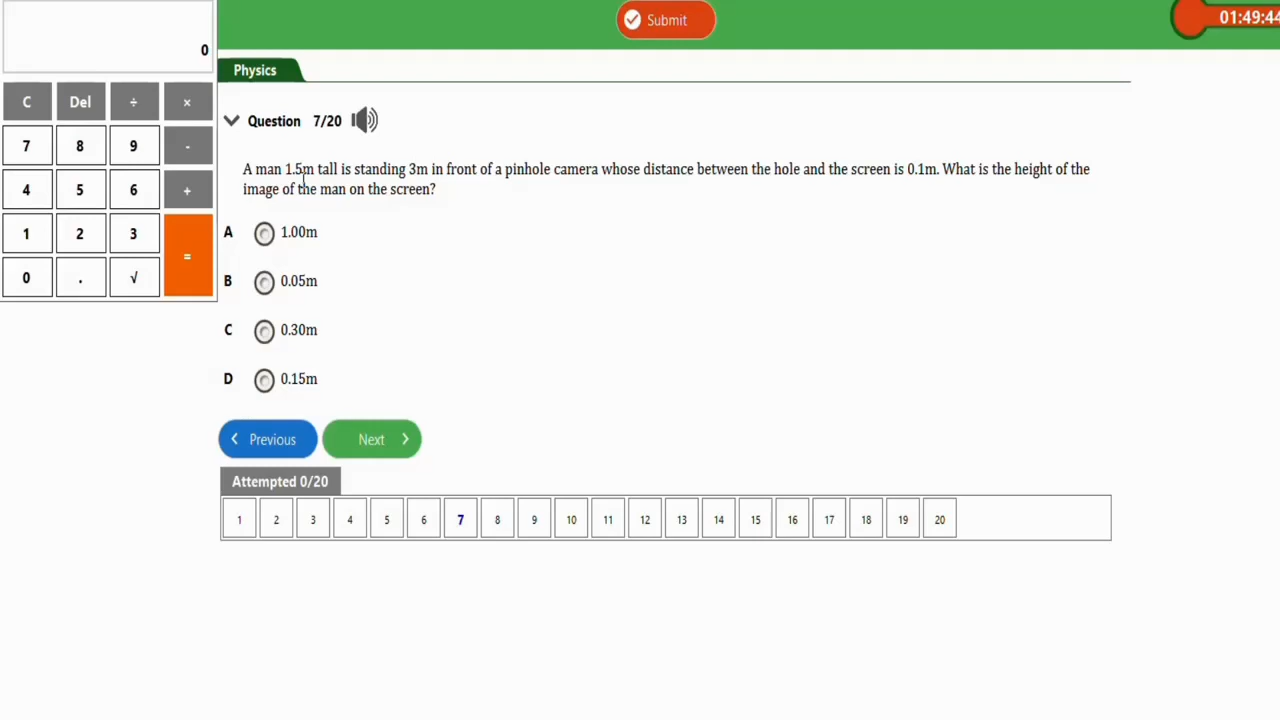 0
Submit
01:49:44
C Del ÷ ×
7 8 9 -
4 5 6 +
1 2 3 =
0 . √
Physics
Question 7/20
A man 1.5m tall is standing 3m in front of a pinhole camera whose distance between the hole and the screen is 0.1m. What is the height of the
image of the man on the screen?
A 1.00m
B 0.05m
C 0.30m
D 0.15m
Previous Next
Attempted 0/20
1 2 3 4 5 6 7 8 9 10 11 12 13 14 15 16 17 18 19 20